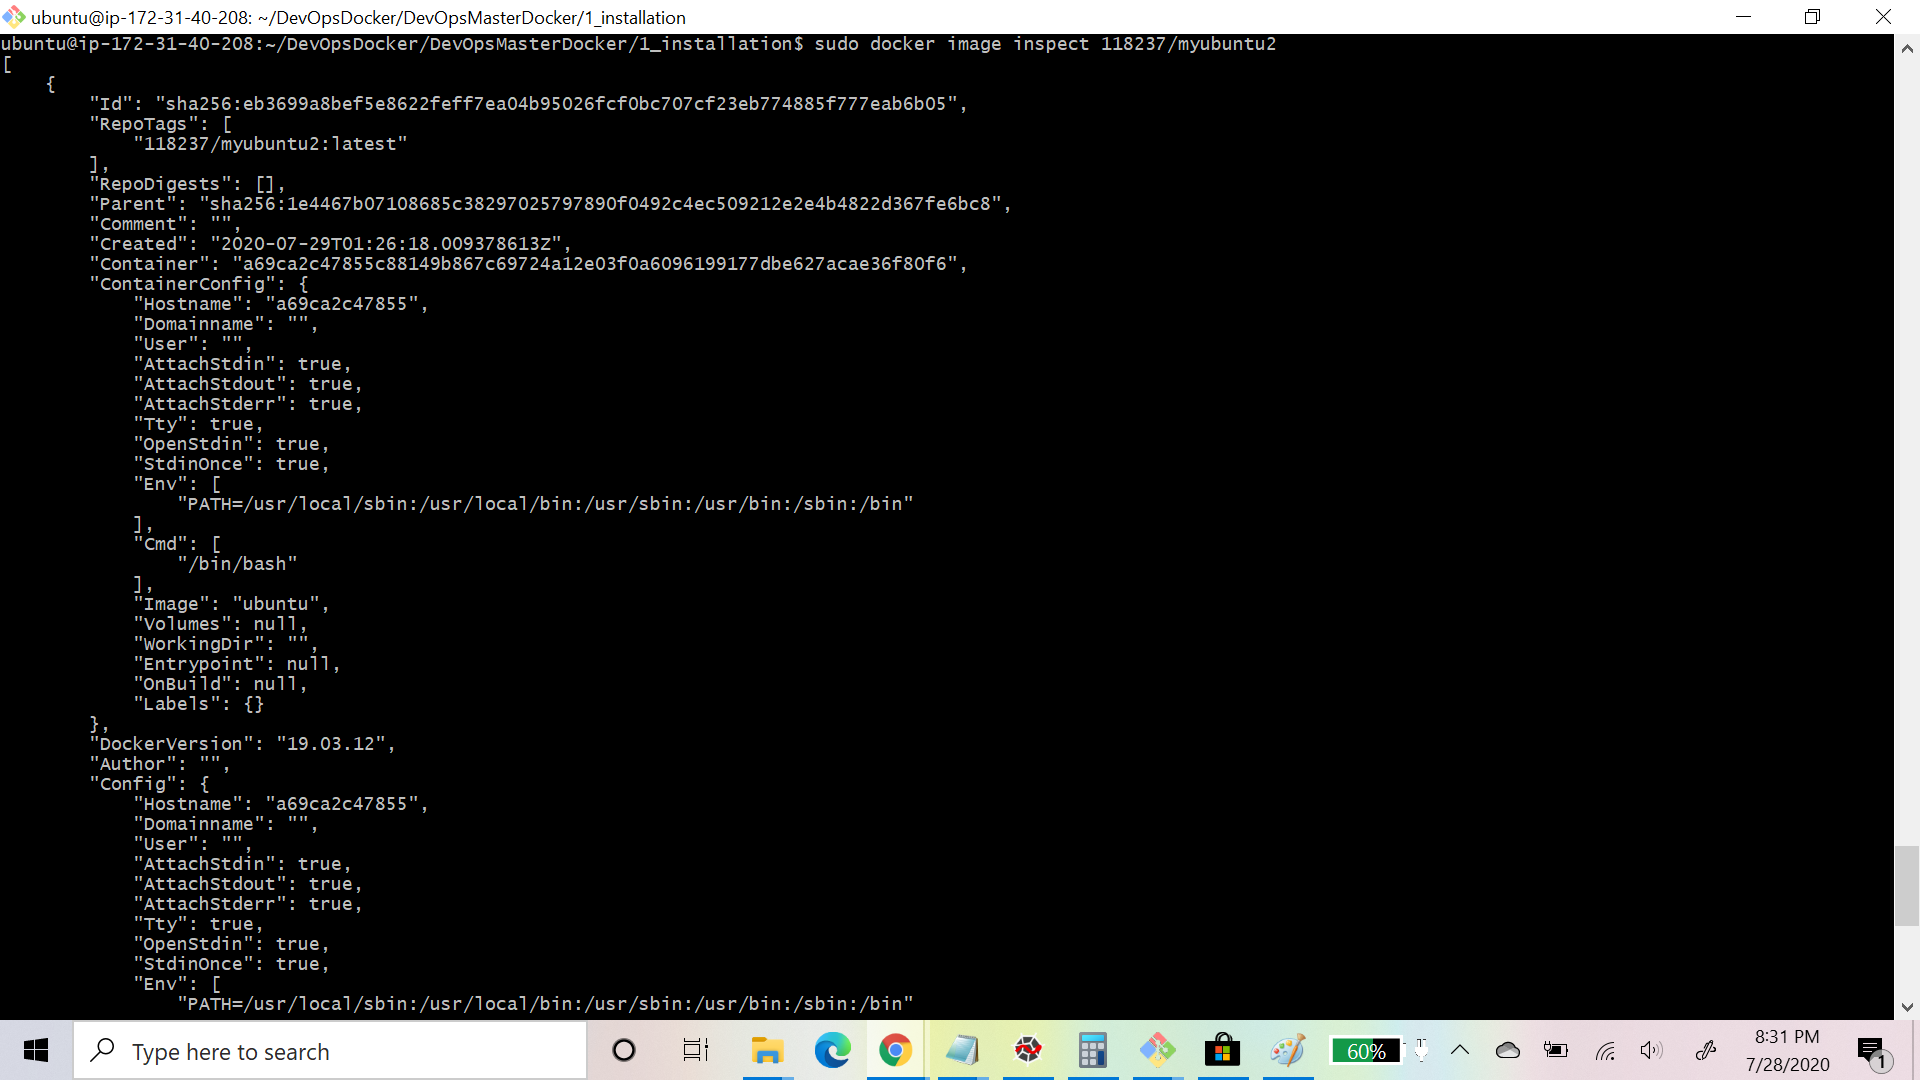 ubuntu@ip-172-31-40-208: ~/DevOpsDocker/DevOpsMasterDocker/1_installation
ubuntu@ip-172-31-40-208:~/DevOpsDocker/DevOpsMasterDocker/1_installation$ sudo docker image inspect 118237/myubuntu2
[
    {
        "Id": "sha256:eb3699a8bef5e8622feff7ea04b95026fcf0bc707cf23eb774885f777eab6b05",
        "RepoTags": [
            "118237/myubuntu2:latest"
        ],
        "RepoDigests": [],
        "Parent": "sha256:1e4467b07108685c38297025797890f0492c4ec509212e2e4b4822d367fe6bc8",
        "Comment": "",
        "Created": "2020-07-29T01:26:18.009378613Z",
        "Container": "a69ca2c47855c88149b867c69724a12e03f0a6096199177dbe627acae36f80f6",
        "ContainerConfig": {
            "Hostname": "a69ca2c47855",
            "Domainname": "",
            "User": "",
            "AttachStdin": true,
            "AttachStdout": true,
            "AttachStderr": true,
            "Tty": true,
            "OpenStdin": true,
            "StdinOnce": true,
            "Env": [
                "PATH=/usr/local/sbin:/usr/local/bin:/usr/sbin:/usr/bin:/sbin:/bin"
            ],
            "Cmd": [
                "/bin/bash"
            ],
            "Image": "ubuntu",
            "Volumes": null,
            "WorkingDir": "",
            "Entrypoint": null,
            "OnBuild": null,
            "Labels": {}
        },
        "DockerVersion": "19.03.12",
        "Author": "",
        "Config": {
            "Hostname": "a69ca2c47855",
            "Domainname": "",
            "User": "",
            "AttachStdin": true,
            "AttachStdout": true,
            "AttachStderr": true,
            "Tty": true,
            "OpenStdin": true,
            "StdinOnce": true,
            "Env": [
                "PATH=/usr/local/sbin:/usr/local/bin:/usr/sbin:/usr/bin:/sbin:/bin"
Type here to search
60%
8:31 PM
7/28/2020
1